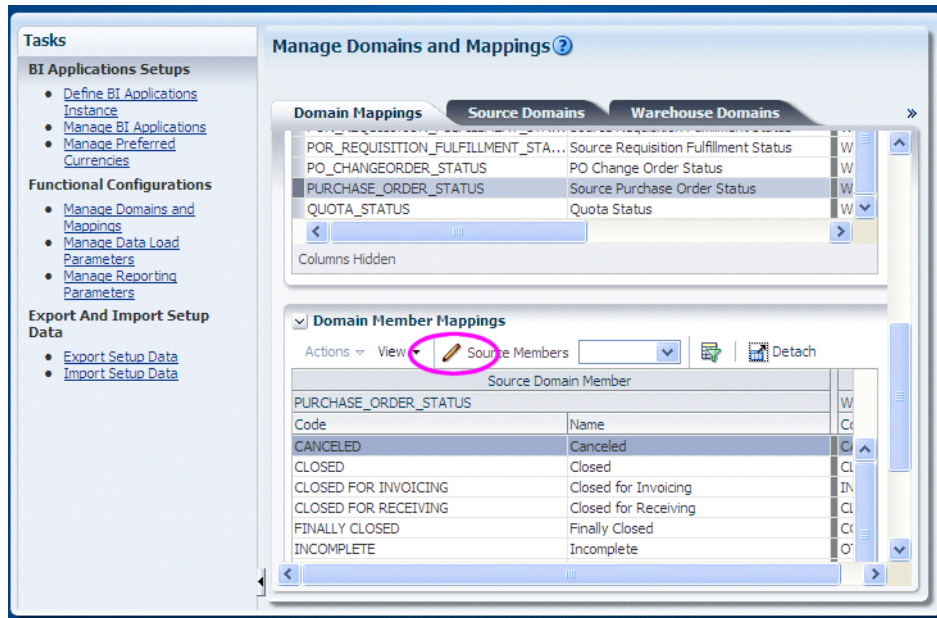 Tasks
BI Applications Setups
Define BI Applications
Instance
Manage BI Applications
Manage Preferred
Currencies
Functional Configurations
Manage Domains and
Mappings
Manage Data Load
Parameters
Manage Reporting
Parameters
Export And Import Setup
Data
Export Setup Data
Import Setup Data
Manage Domains and Mappings
Domain Mappings Source Domains Warehouse Domains »
POR_REQUISITION_FULFILLMENT_STA... Source Requisition Fulfillment Status W
PO_CHANGEORDER_STATUS PO Change Order Status W
PURCHASE_ORDER_STATUS Source Purchase Order Status W
QUOTA_STATUS Quota Status W
Columns Hidden
Domain Member Mappings
Actions View Source Members Detach
Source Domain Member
PURCHASE_ORDER_STATUS W
Code Name
CANCELED Canceled
CLOSED Closed
CLOSED FOR INVOICING Closed for Invoicing
CLOSED FOR RECEIVING Closed for Receiving
FINALLY CLOSED Finally Closed
INCOMPLETE Incomplete